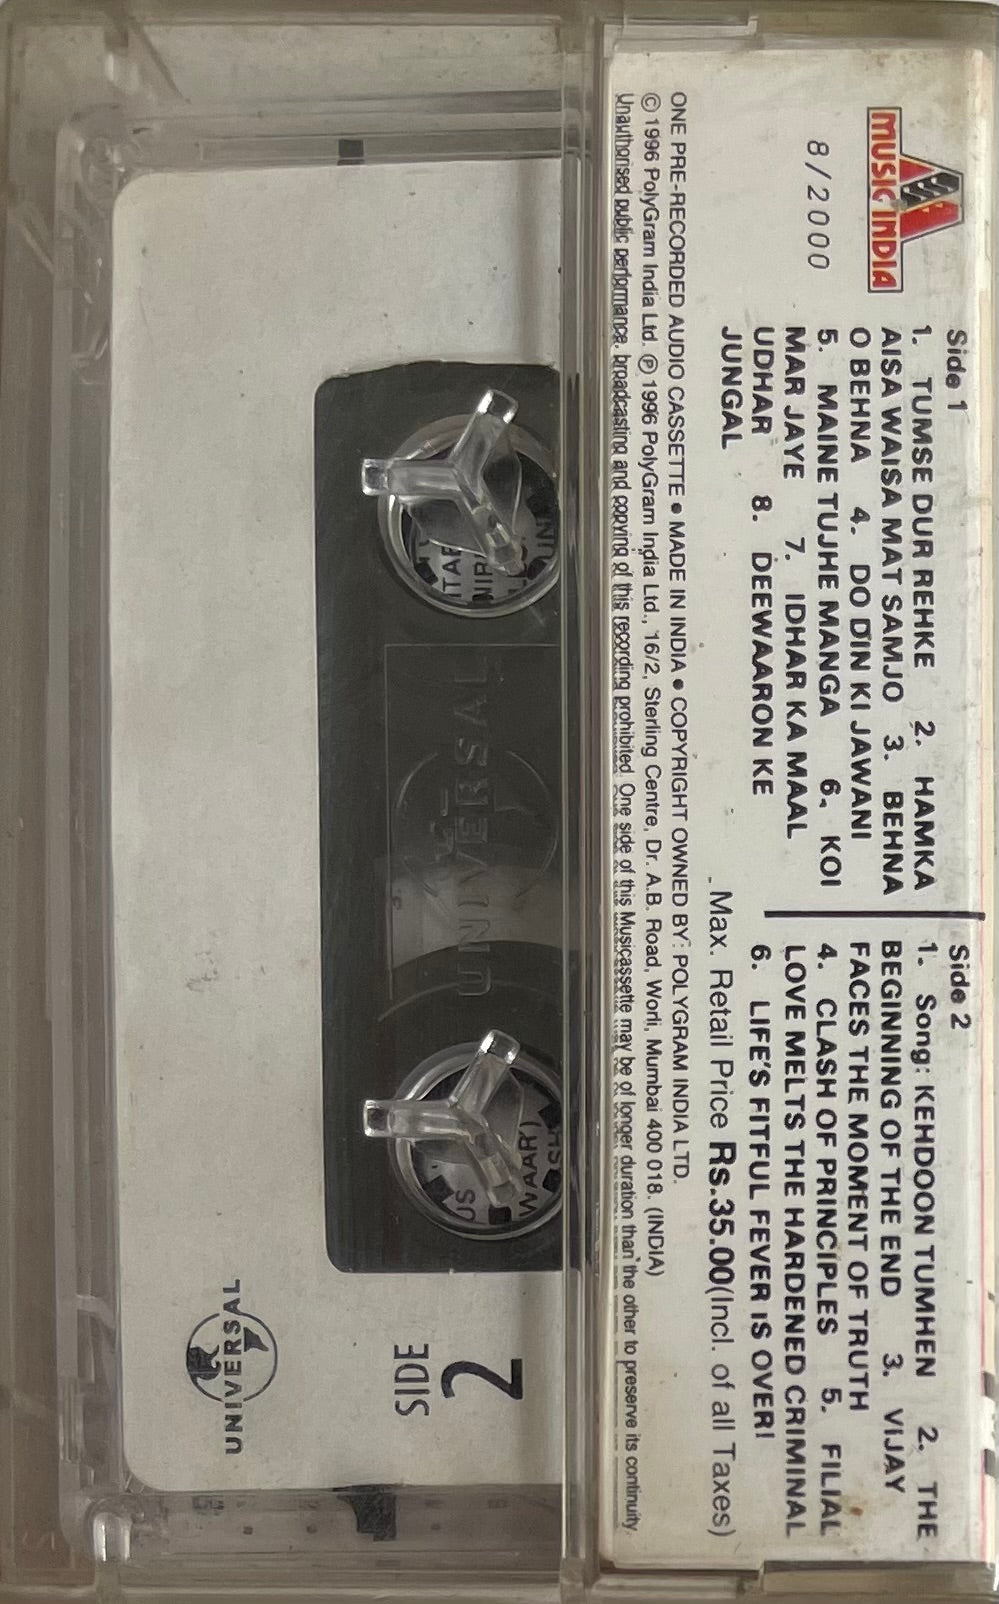 MUSIC INDIA
8/2000
Side 1
1. TUMSE DUR REHKE 2. HAMKA
AISA WAISA MAT SAMJO 3. BEHNA
O BEHNA 4. DO DIN KI JAWANI
5. MAINE TUJHE MANGA 6. KOI
MAR JAYE 7. IDHAR KA MAAL
UDHAR 8. DEEWAARON KE
JUNGAL
Side 2
1. Song: KEHDOON TUMHEN 2. THE
BEGINNING OF THE END 3. VIJAY
FACES THE MOMENT OF TRUTH
4. CLASH OF PRINCIPLES 5. FILIAL
LOVE MELTS THE HARDENED CRIMINAL
6. LIFE'S FITFUL FEVER IS OVER!
Max. Retail Price Rs.35.00(Incl. of all Taxes)
ONE PRE-RECORDED AUDIO CASSETTE • MADE IN INDIA • COPYRIGHT OWNED BY: POLYGRAM INDIA LTD.
© 1996 PolyGram India Ltd. ℗ 1996 PolyGram India Ltd., 16/2, Sterling Centre, Dr. A.B. Road, Worli, Mumbai 400 018. (INDIA)
Unauthorised public performance, broadcasting and copying of this recording prohibited. One side of this Musicassette may be of longer duration than the other to preserve its continuity
UNIVERSAL
WAAR)
US
2
SIDE
UNIVERSAL